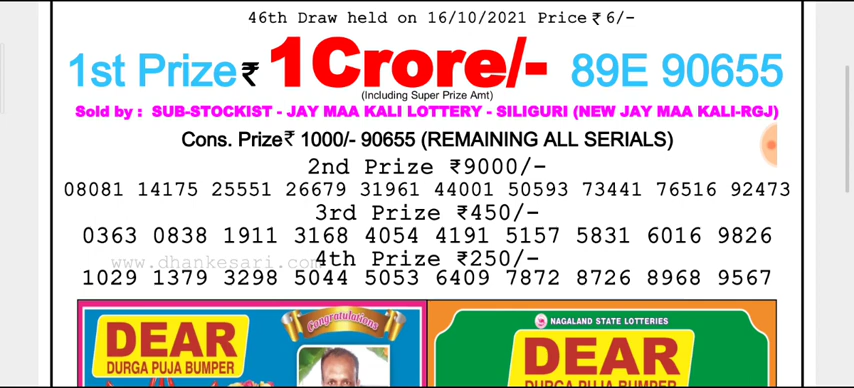 46th Draw held on 16/10/2021 Price ₹ 6/-
1st Prize ₹ 1Crore/- 89E 90655
(Including Super Prize Amt)
Sold by : SUB-STOCKIST - JAY MAA KALI LOTTERY - SILIGURI (NEW JAY MAA KALI-RGJ)
Cons. Prize ₹ 1000/- 90655 (REMAINING ALL SERIALS)
2nd Prize ₹9000/-
08081 14175 25551 26679 31961 44001 50593 73441 76516 92473
3rd Prize ₹450/-
0363 0838 1911 3168 4054 4191 5157 5831 6016 9826
www.dhankesari.com
4th Prize ₹250/-
1029 1379 3298 5044 5053 6409 7872 8726 8968 9567
DEAR
DURGA PUJA BUMPER
Congratulations
NAGALAND STATE LOTTERIES
DEAR
DURGA PUJA BUMPER